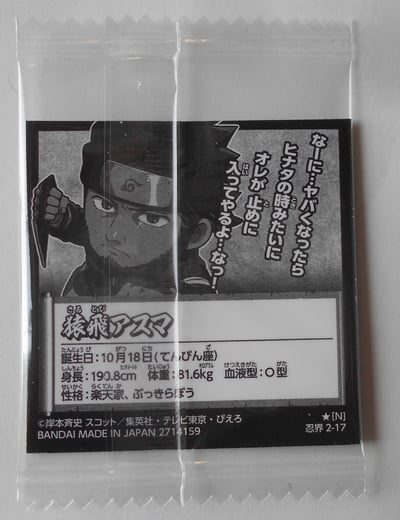 なーに…ヤバくなったら
ヒナタの時みたいに
オレが止めに
入ってやるよ…なっ!
猿飛アスマ
誕生日:10月18日(てんびん座)
身長:190.8cm 体重:81.6kg 血液型:O型
性格:楽天家、ぶっきらぼう
©岸本斉史 スコット/集英社・テレビ東京・ぴえろ
BANDAI MADE IN JAPAN 2714159
★[N]
忍界 2-17